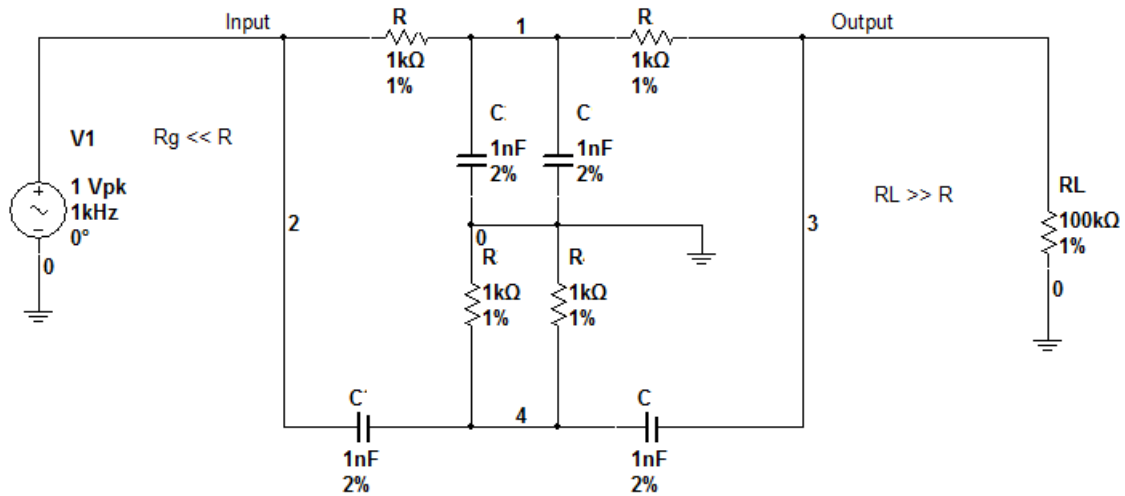 Input
R
1
R
Output
1kΩ
1%
1kΩ
1%
C
C
V1
Rg << R
1nF
2%
1nF
2%
RL
1 Vpk
1kHz
0°
RL >> R
100kΩ
1%
2
0
3
0
R
R
0
1kΩ
1%
1kΩ
1%
C
4
C
1nF
2%
1nF
2%